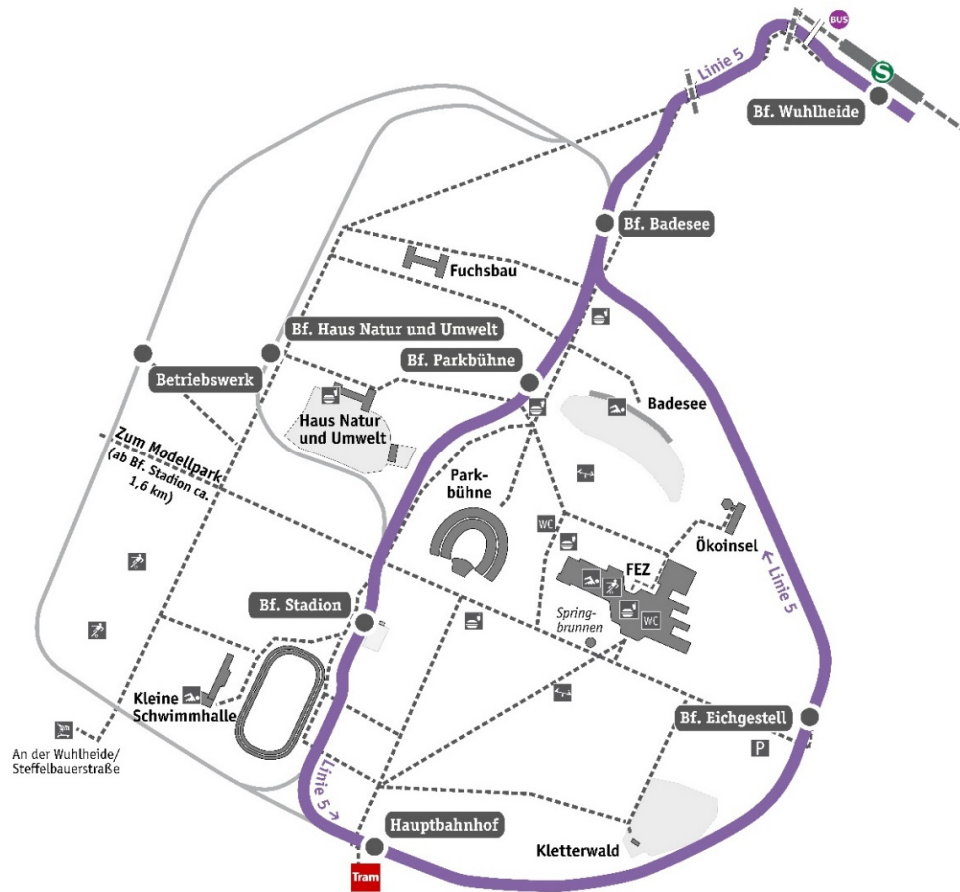 BUS
Linie 5
S
Bf. Wuhlheide
Bf. Badesee
Fuchsbau
Bf. Haus Natur und Umwelt
Bf. Parkbühne
Betriebswerk
Badesee
Haus Natur
und Umwelt
Zum Modellpark
(ab Bf. Stadion ca.
1,6 km)
Park-
bühne
WC
Ökoinsel
FEZ
Linie 5
Bf. Stadion
Spring-
brunnen
WC
Kleine
Schwimmhalle
Bf. Eichgestell
P
An der Wuhlheide/
Steffelbauerstraße
Linie 5
Hauptbahnhof
Kletterwald
Tram